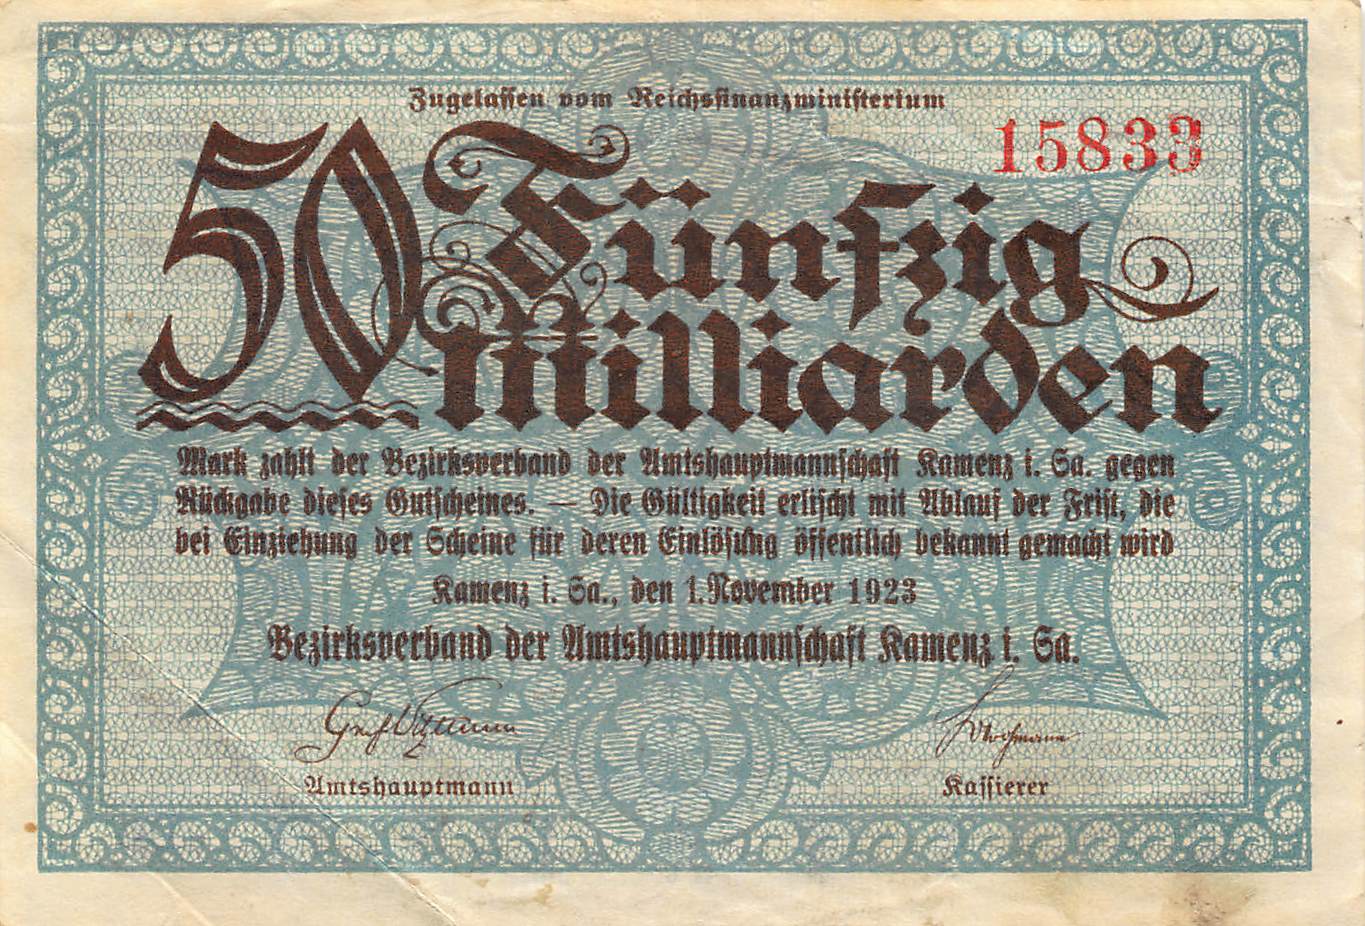 Zugelassen vom Reichsfinanzministerium
15833
50 Fünfzig
Milliarden
Mark zahlt der Bezirksverband der Amtshauptmannschaft Kamenz i. Sa. gegen
Rückgabe dieses Gutscheines. — Die Gültigkeit erlischt mit Ablauf der Frist, die
bei Einziehung der Scheine für deren Einlösung öffentlich bekannt gemacht wird
Kamenz i. Sa., den 1. November 1923
Bezirksverband der Amtshauptmannschaft Kamenz i. Sa.
Amtshauptmann
Kassierer